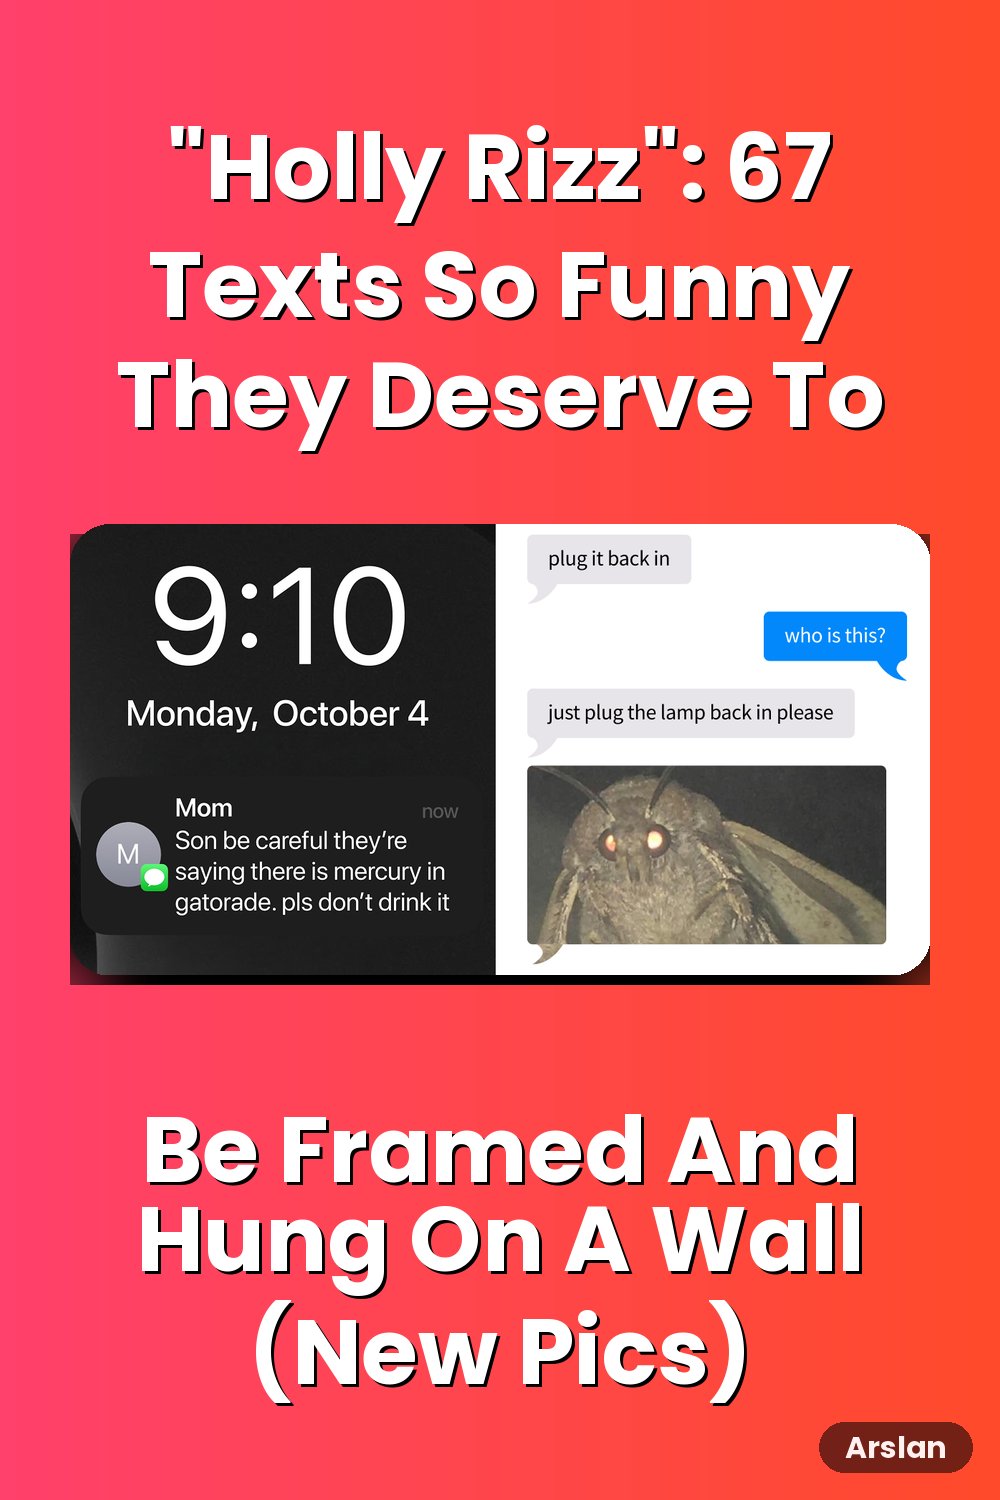 "Holly Rizz": 67
Texts So Funny
They Deserve To
9:10
Monday, October 4
M
Mom
now
Son be careful they're
saying there is mercury in
gatorade. pls don't drink it
plug it back in
who is this?
just plug the lamp back in please
Be Framed And
Hung On A Wall
(New Pics)
Arslan